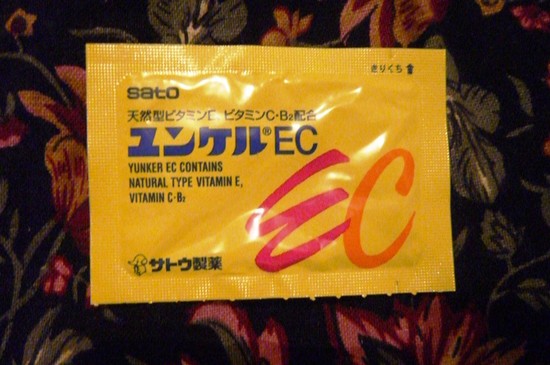 きりくち
sato
天然型ビタミンE ビタミンC・B₂配合
ユンケル®EC
YUNKER EC CONTAINS
NATURAL TYPE VITAMIN E,
VITAMIN C·B₂
EC
サトウ製薬